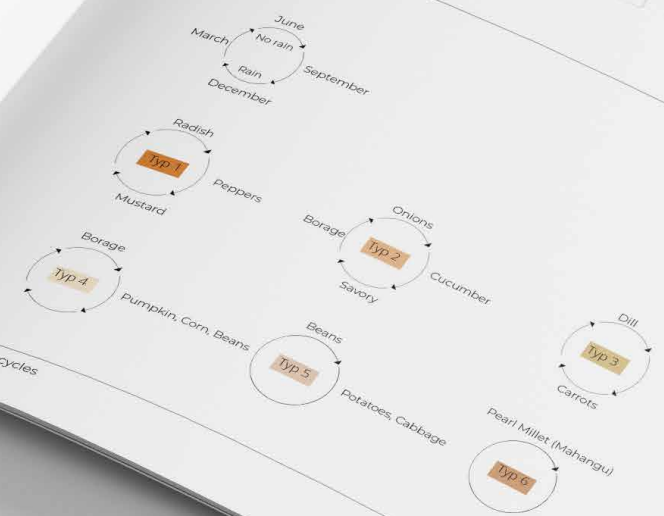 June
March
No rain
Rain
September
December
Radish
Typ 1
Peppers
Mustard
Onions
Borage
Typ 2
Cucumber
Savory
Borage
Typ 4
Pumpkin, Corn, Beans
Beans
Typ 5
Potatoes, Cabbage
Dill
Typ 3
Carrots
Pearl Millet (Mahangu)
Typ 6
cycles